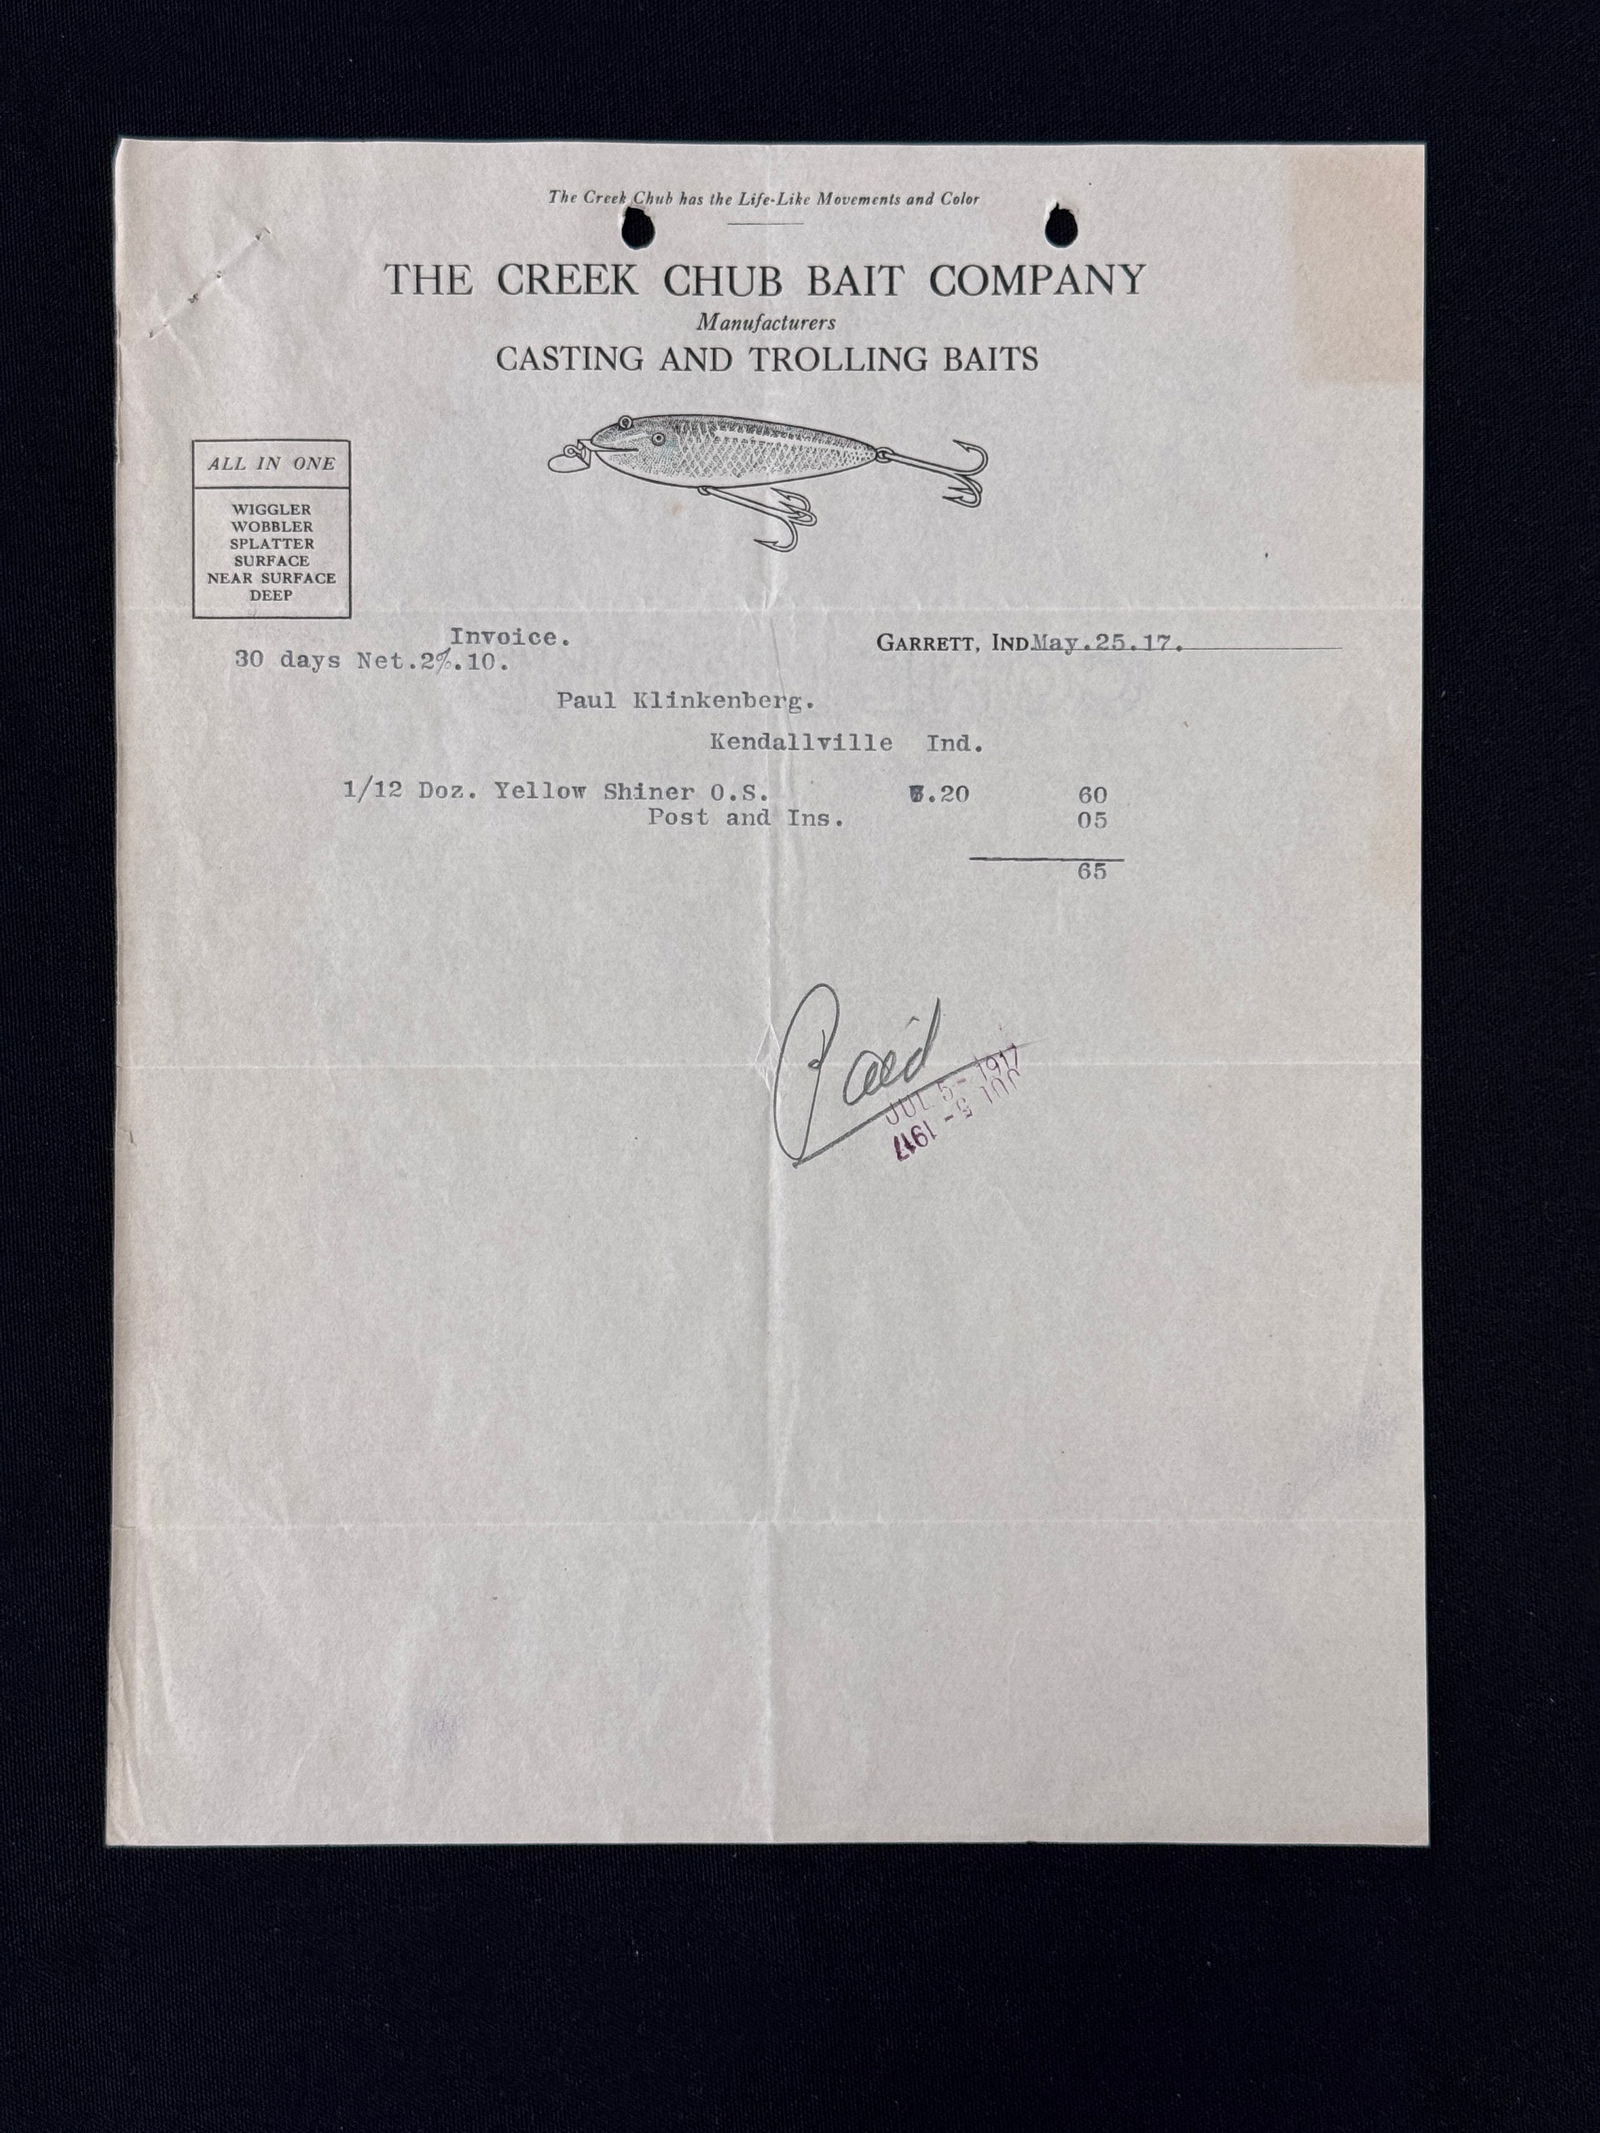 The Creek Chub has the Life-Like Movements and Color
THE CREEK CHUB BAIT COMPANY
Manufacturers
CASTING AND TROLLING BAITS
ALL IN ONE
WIGGLER
WOBBLER
SPLATTER
SURFACE
NEAR SURFACE
DEEP
Invoice.
30 days Net.2%.10.
GARRETT, IND. May.25.17.
Paul Klinkenberg.
Kendallville Ind.
1/12 Doz. Yellow Shiner O.S. .20 60
Post and Ins. 05
65
Paid
JUL 5- 1917
JUL 5- 1917